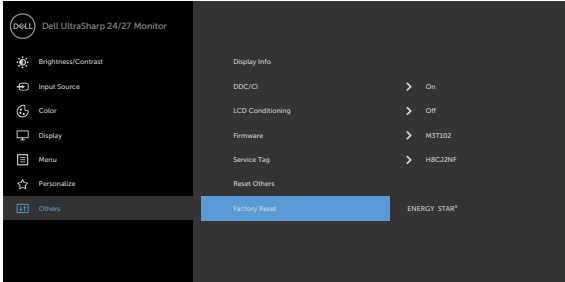 DELL Dell UltraSharp 24/27 Monitor
Brightness/Contrast Display Info
Input Source DDC/CI On
Color LCD Conditioning Off
Display Firmware M3T102
Menu Service Tag H8CJ2NF
Personalize Reset Others
Others Factory Reset ENERGY STAR®